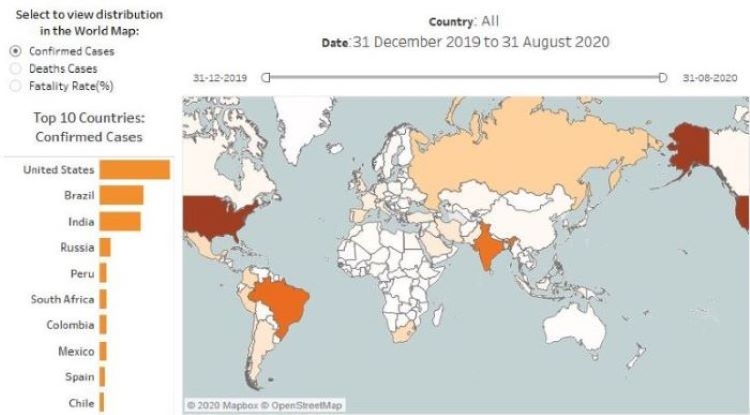 Select to view distribution
in the World Map:
Confirmed Cases
Deaths Cases
Fatality Rate(%)
Country: All
Date:31 December 2019 to 31 August 2020
31-12-2019
31-08-2020
Top 10 Countries:
Confirmed Cases
United States
Brazil
India
Russia
Peru
South Africa
Colombia
Mexico
Spain
Chile
© 2020 Mapbox © OpenStreetMap